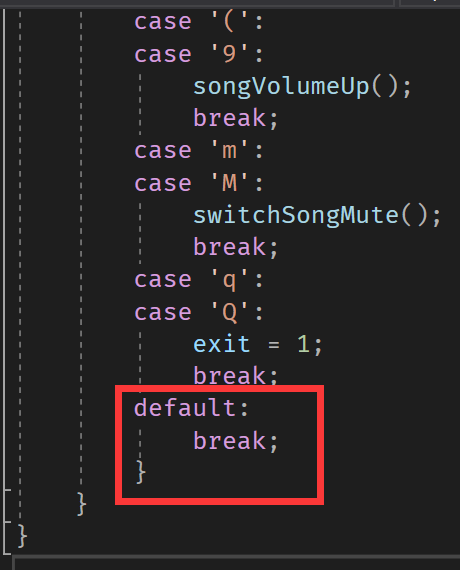 case '(':
case '9':
songVolumeUp();
break;
case 'm':
case 'M':
switchSongMute();
break;
case 'q':
case 'Q':
exit = 1;
break;
default:
break;
}
}
}